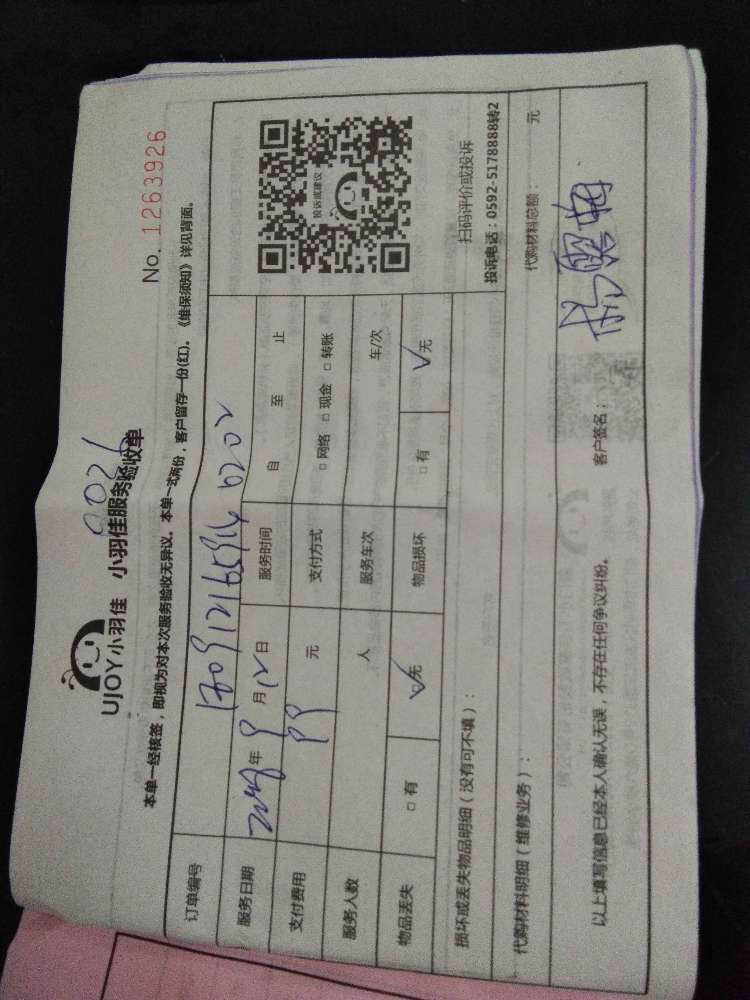 9026
UJOY小羽佳 小羽佳服务验收单
No. 1263926
本单一经核签，即视为对本次服务验收无异议。本单一式两份，客户留存一份(红)。《维保须知》详见背面。
订单编号
服务日期 年 9 月 12 日 服务时间 自 至 止
支付费用 元 支付方式 □ 网络 □ 现金 □ 转账
服务人数 人 服务车次 车/次
物品丢失 □ 有 ✓ 无 物品损坏 □ 有 ✓ 无
投诉或建议
扫码评价或投诉
投诉电话：0592-5178888转2
损坏或丢失物品明细（没有可不填）：
代购材料明细（维修业务）： 代购材料总额： 元
以上填写信息已经本人确认无误，不存在任何争议纠纷。 客户签名：